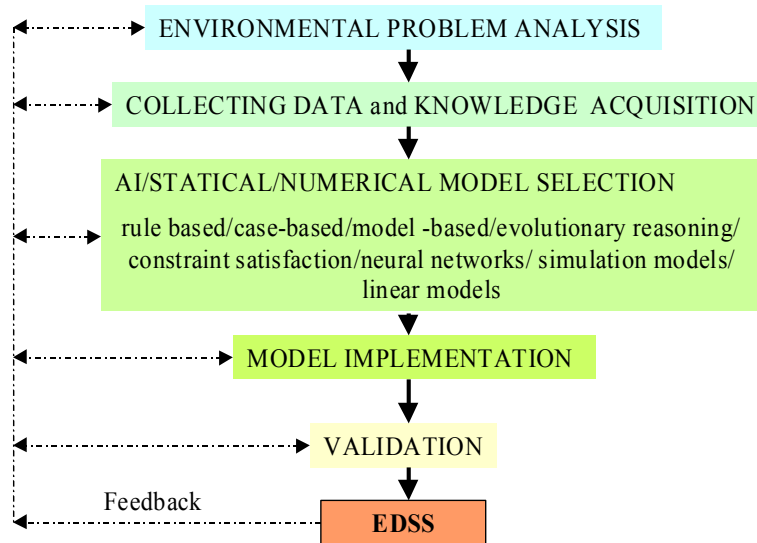 ENVIRONMENTAL PROBLEM ANALYSIS
COLLECTING DATA and KNOWLEDGE ACQUISITION
AI/STATICAL/NUMERICAL MODEL SELECTION
rule based/case-based/model -based/evolutionary reasoning/
constraint satisfaction/neural networks/ simulation models/
linear models
MODEL IMPLEMENTATION
VALIDATION
Feedback
EDSS